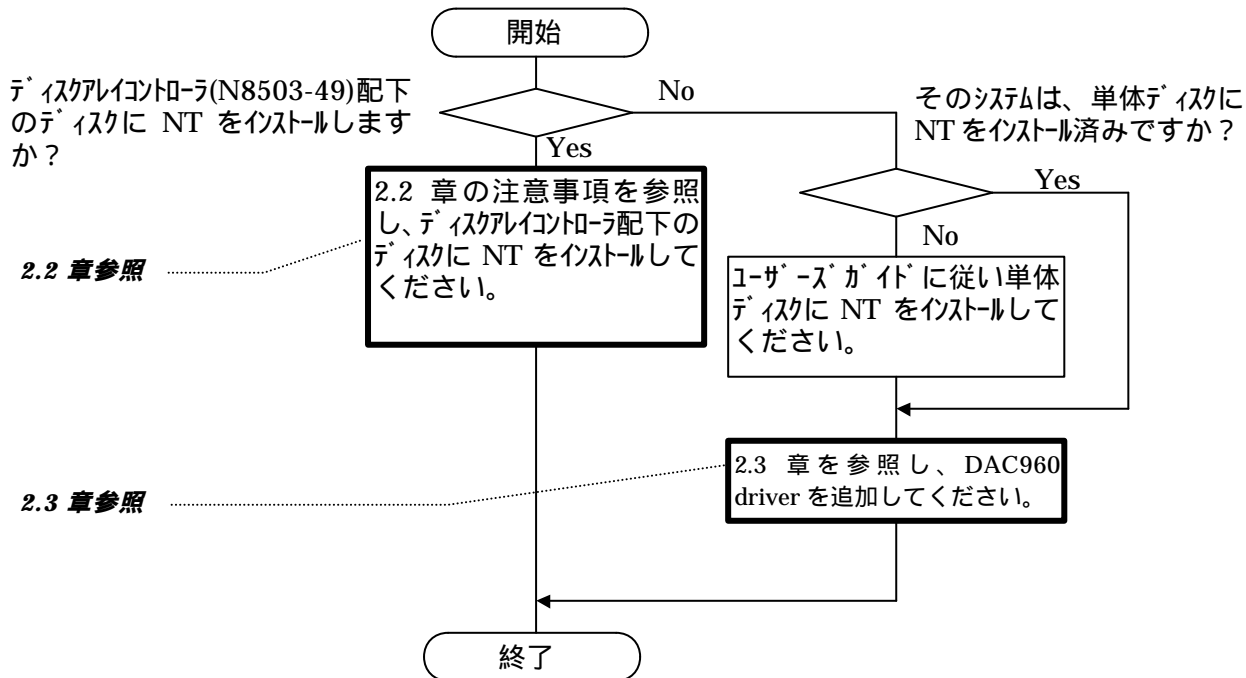 開始
ﾃﾞｨｽｸｱﾚｲｺﾝﾄﾛｰﾗ(N8503-49)配下
のﾃﾞｨｽｸに NT をｲﾝｽﾄｰﾙします
か？
No
そのｼｽﾃﾑは、単体ﾃﾞｨｽｸに
NT をｲﾝｽﾄｰﾙ済みですか？
Yes
2.2 章の注意事項を参照
し、ﾃﾞｨｽｸｱﾚｲｺﾝﾄﾛｰﾗ配下の
ﾃﾞｨｽｸに NT をｲﾝｽﾄｰﾙして
ください。
Yes
No
2.2 章参照
ﾕｰｻﾞｰｽﾞｶﾞｲﾄﾞに従い単体
ﾃﾞｨｽｸに NT をｲﾝｽﾄｰﾙして
ください。
2.3 章を参照し、DAC960
driver を追加してください。
2.3 章参照
終了